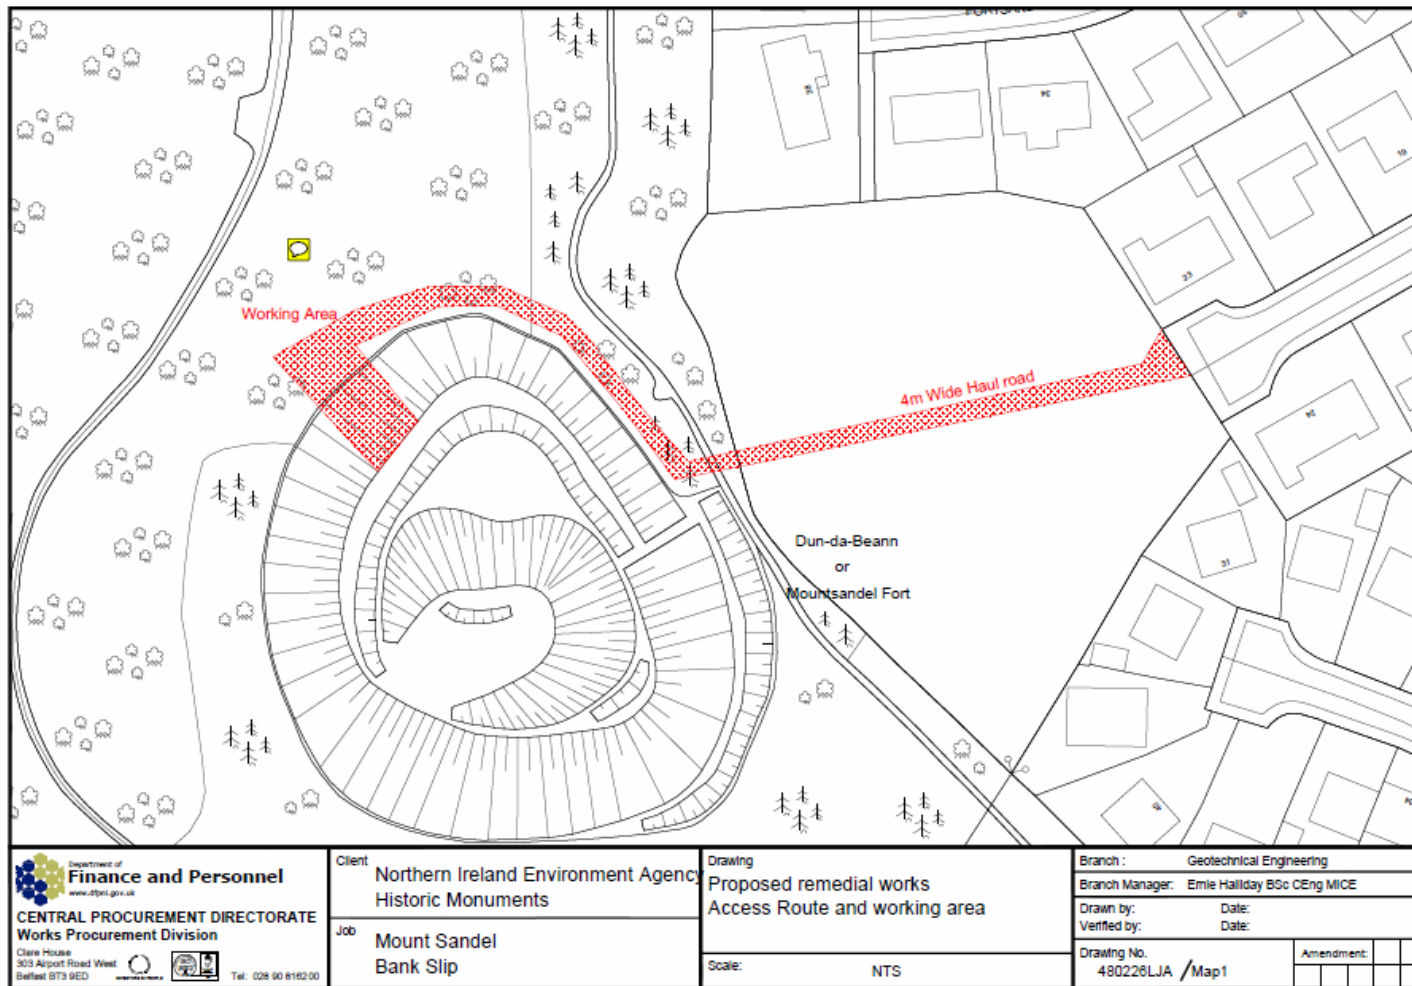 Working Area
4m Wide Haul road
Dun-da-Beann
or
Mountsandel Fort
23
31
Department of
Finance and Personnel
www.dfpni.gov.uk
CENTRAL PROCUREMENT DIRECTORATE
Works Procurement Division
Clare House
303 Airport Road West
Belfast BT3 9ED
Tel: 028 90 816200
Client
Northern Ireland Environment Agency
Historic Monuments
Job
Mount Sandel
Bank Slip
Drawing
Proposed remedial works
Access Route and working area
Scale: NTS
Branch : Geotechnical Engineering
Branch Manager: Ernie Halliday BSc CEng MICE
Drawn by: Date:
Verified by: Date:
Drawing No.
480226LJA / Map1
Amendment: